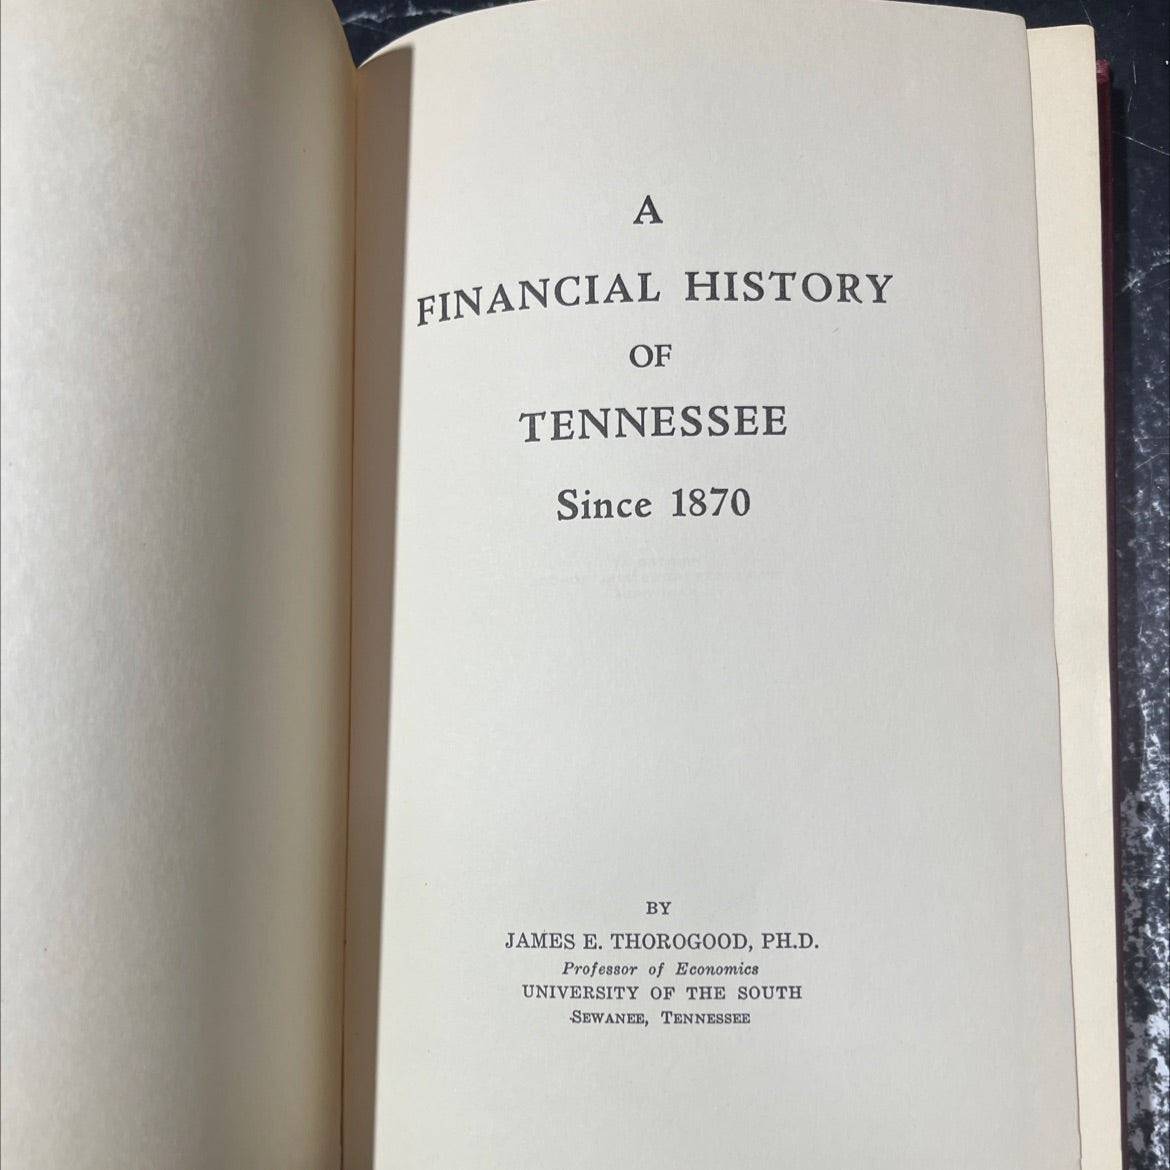 A
FINANCIAL HISTORY
OF
TENNESSEE
Since 1870
BY
JAMES E. THOROGOOD, PH.D.
Professor of Economics
UNIVERSITY OF THE SOUTH
SEWANEE, TENNESSEE